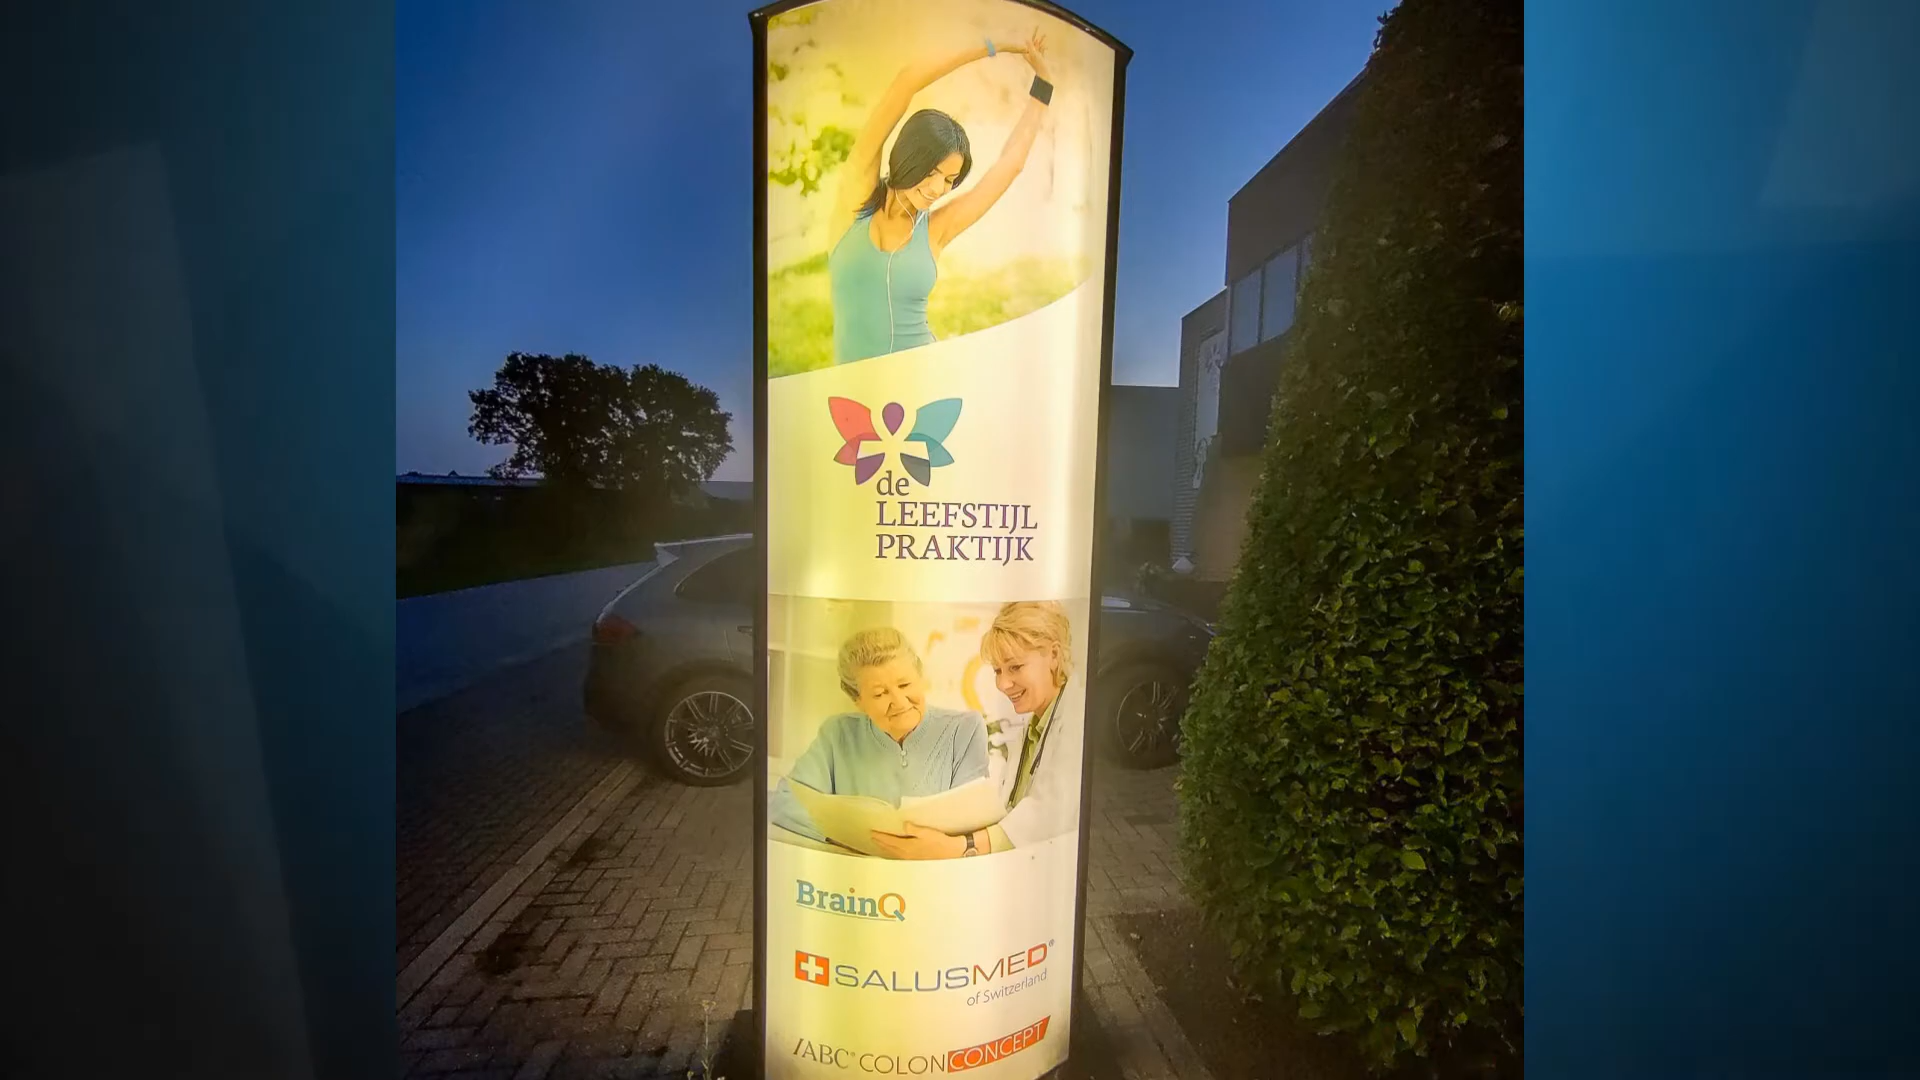 de
LEEFSTIJL
PRAKTIJK
BrainQ
SALUSMED®
of Switzerland
ABC® COLON CONCEPT